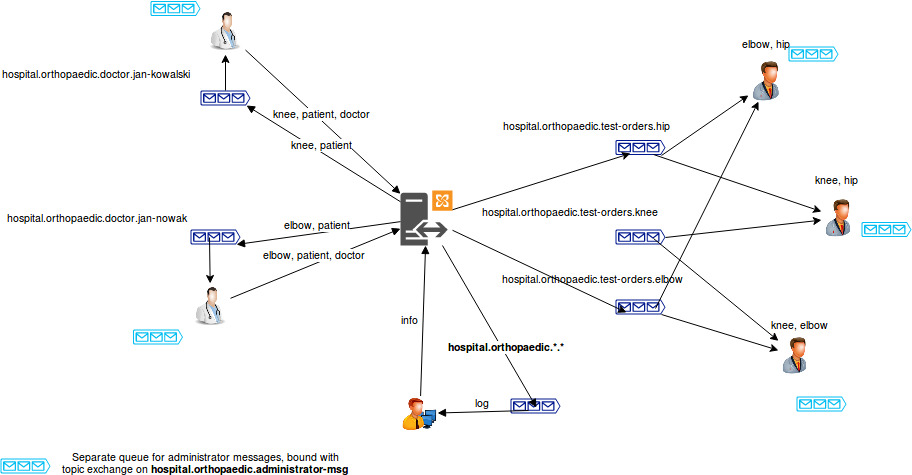 elbow, hip
hospital.orthopaedic.doctor.jan-kowalski
knee, patient, doctor
knee, patient
hospital.orthopaedic.test-orders.hip
knee, hip
hospital.orthopaedic.doctor.jan-nowak
hospital.orthopaedic.test-orders.knee
elbow, patient
elbow, patient, doctor
hospital.orthopaedic.test-orders.elbow
info
knee, elbow
hospital.orthopaedic.*.*
log
Separate queue for administrator messages, bound with
topic exchange on hospital.orthopaedic.administrator-msg